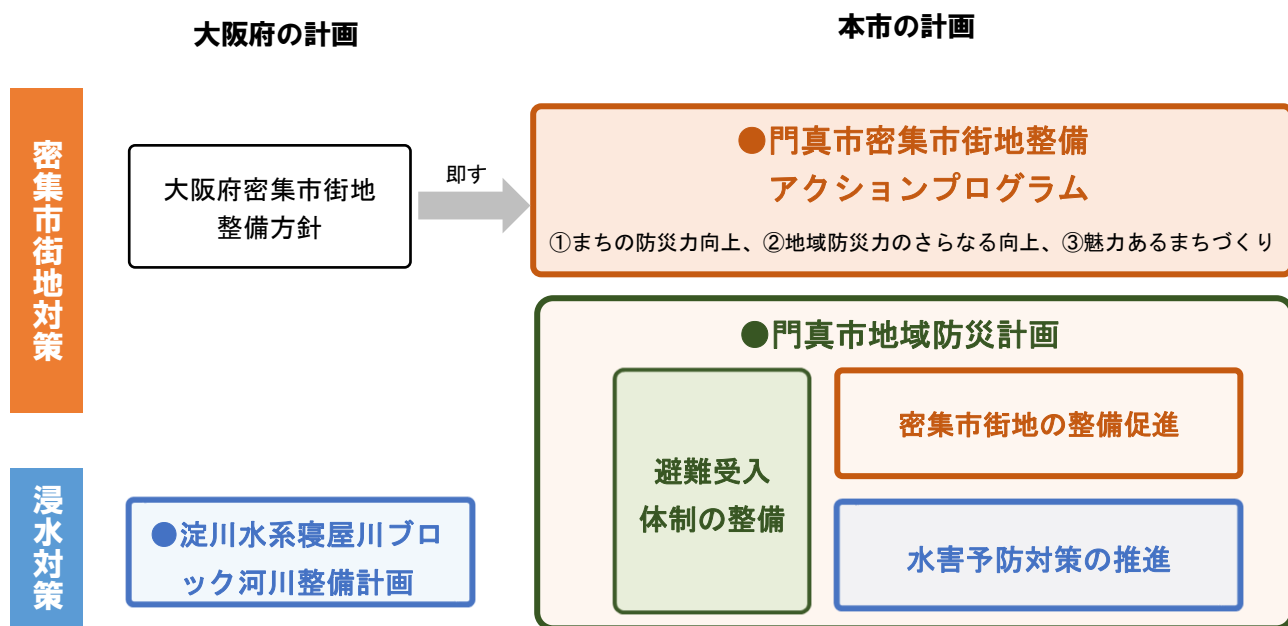 大阪府の計画
本市の計画
密集市街地対策
大阪府密集市街地
整備方針
即す
●門真市密集市街地整備
アクションプログラム
①まちの防災力向上、②地域防災力のさらなる向上、③魅力あるまちづくり
●門真市地域防災計画
避難受入
体制の整備
密集市街地の整備促進
水害予防対策の推進
浸水対策
●淀川水系寝屋川ブロ
ック河川整備計画